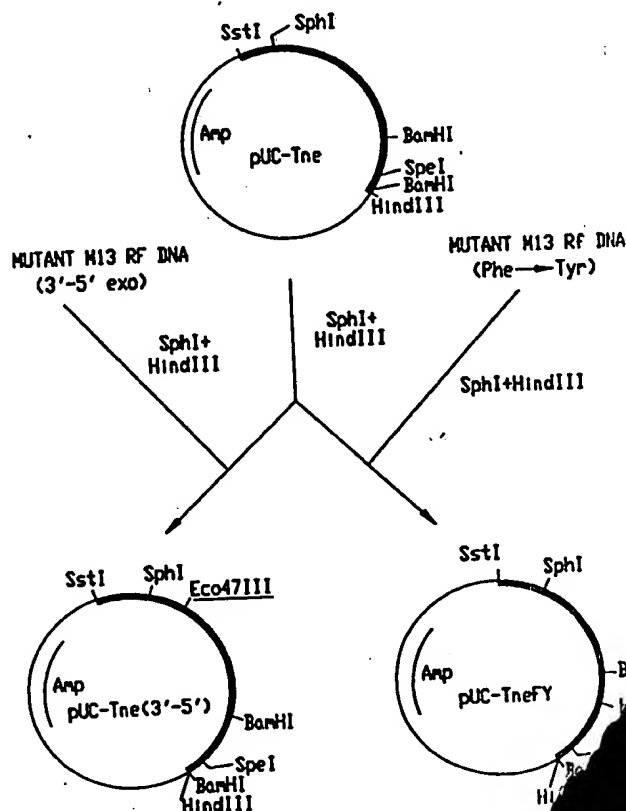 SstI
SphI
Amp
pUC-Tne
BamHI
SpeI
BamHI
HindIII
MUTANT M13 RF DNA
(3'-5' exo)
MUTANT M13 RF DNA
(Phe→Tyr)
SphI+
HindIII
SphI+
HindIII
SphI+HindIII
SstI
SphI
Eco47III
Amp
pUC-Tne(3'-5')
BamHI
SpeI
BamHI
HindIII
SstI
SphI
Amp
pUC-TneFY